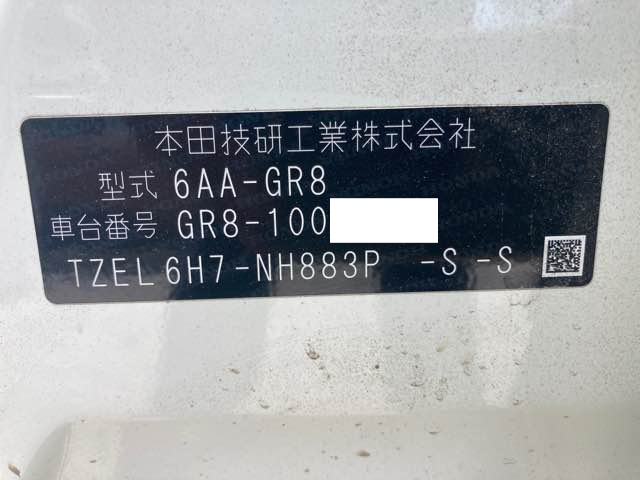 本田技研工業株式会社
型式 6AA-GR8
車台番号 GR8-100
TZEL6H7-NH883P -S -S